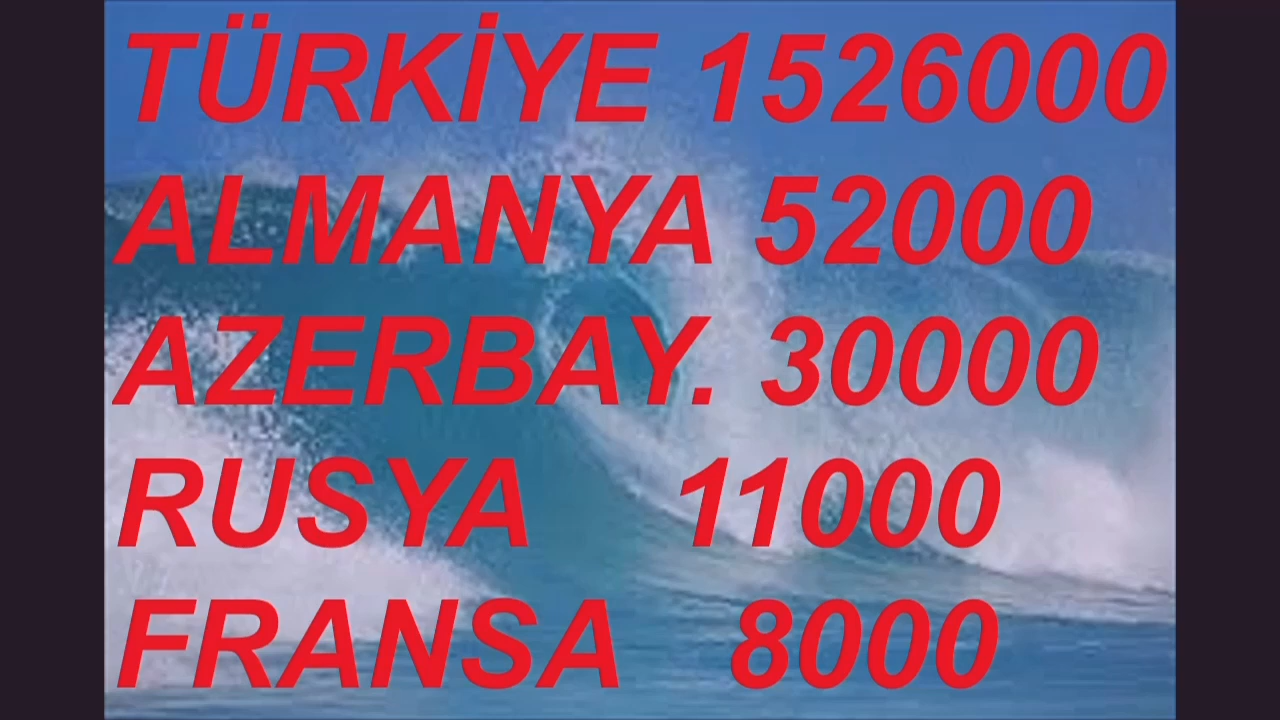 TÜRKİYE 1526000
ALMANYA 52000
AZERBAY. 30000
RUSYA 11000
FRANSA 8000